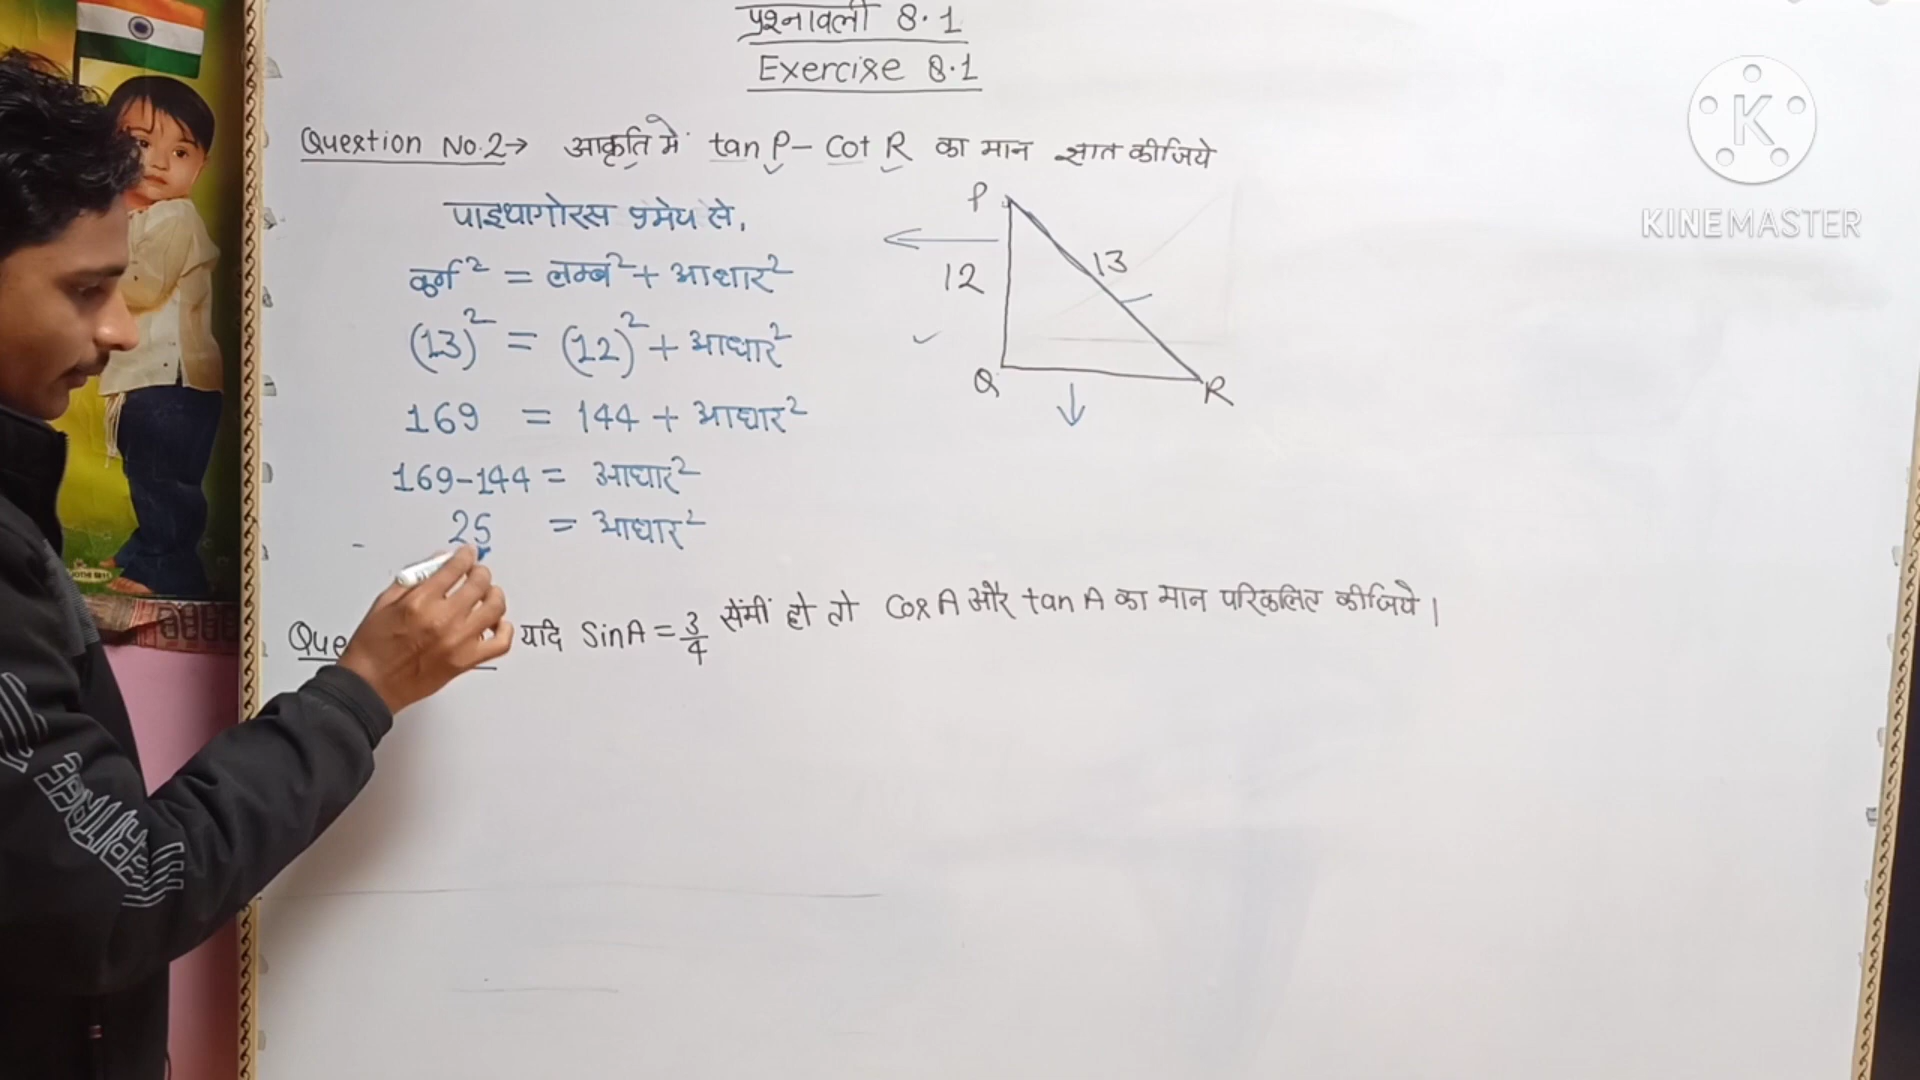 प्रश्नावली 8.1
Exercise 8.1
Question No.2→ आकृति में tan P - Cot R का मान ज्ञात कीजिये
पाइथागोरस प्रमेय से,
कर्ण² = लम्ब² + आधार²
(13)² = (12)² + आधार²
169 = 144 + आधार²
169-144 = आधार²
25 = आधार²
P
12
13
Q
R
Que
यदि SinA = 3/4 सेंमीं हो तो Cos A और tan A का मान परिकलित कीजिये।
K
KINEMASTER